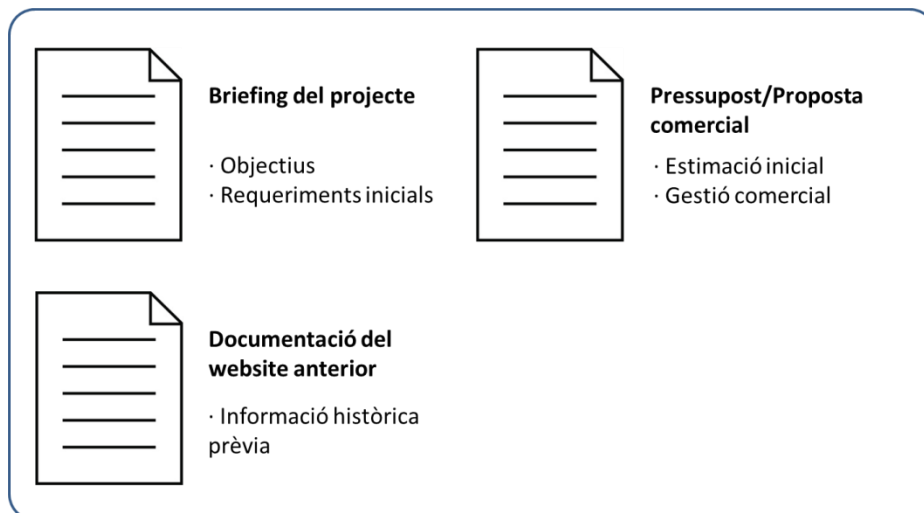 Briefing del projecte
· Objectius
· Requeriments inicials
Pressupost/Proposta
comercial
· Estimació inicial
· Gestió comercial
Documentació del
website anterior
· Informació històrica
prèvia